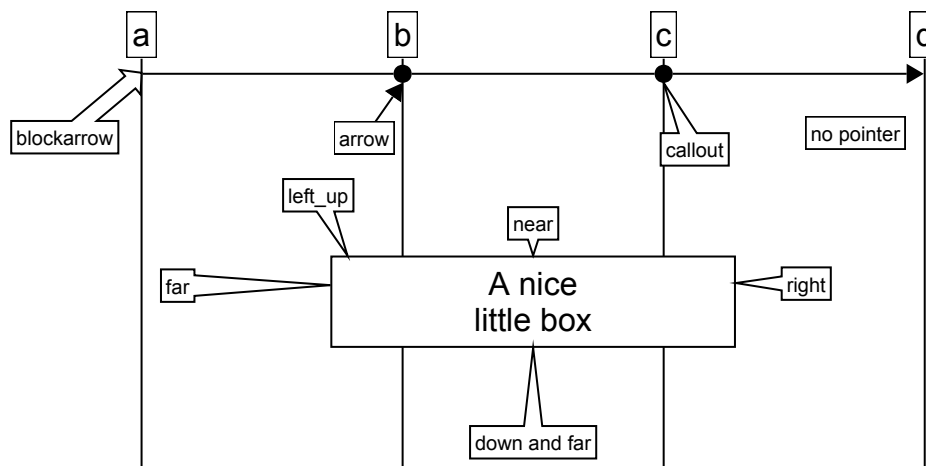 a
b
c
d
blockarrow
arrow
callout
no pointer
left_up
near
far
A nice
little box
right
down and far